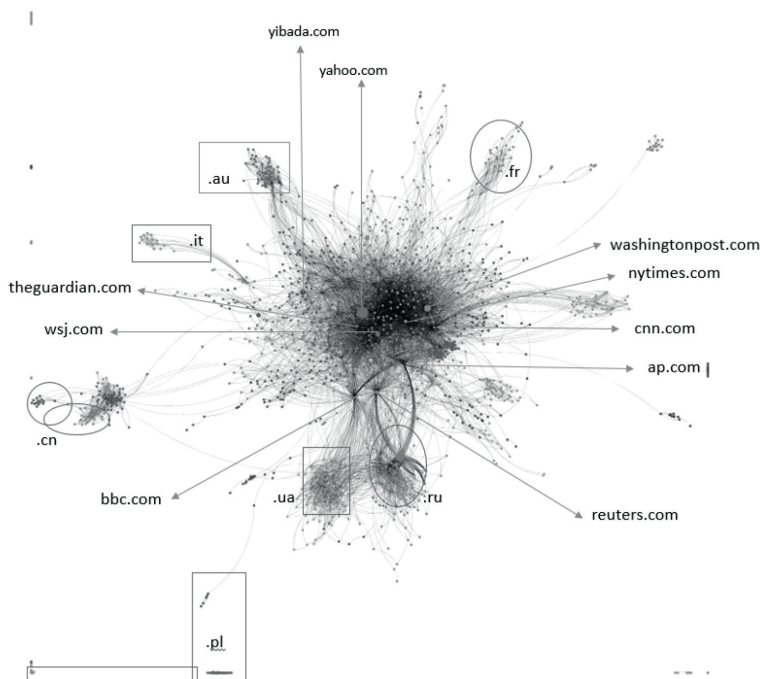 yibada.com
yahoo.com
.au
.fr
.it
washingtonpost.com
nytimes.com
theguardian.com
wsj.com
cnn.com
ap.com
.cn
bbc.com
.ua
.ru
reuters.com
.pl